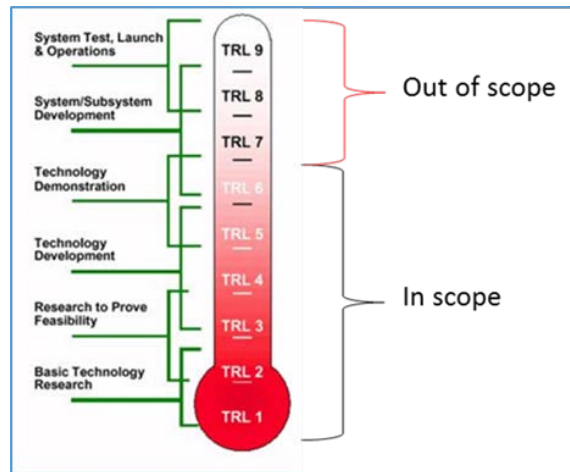 System Test, Launch
& Operations
System/Subsystem
Development
Technology
Demonstration
Technology
Development
Research to Prove
Feasibility
Basic Technology
Research
TRL 9
TRL 8
TRL 7
TRL 6
TRL 5
TRL 4
TRL 3
TRL 2
TRL 1
Out of scope
In scope